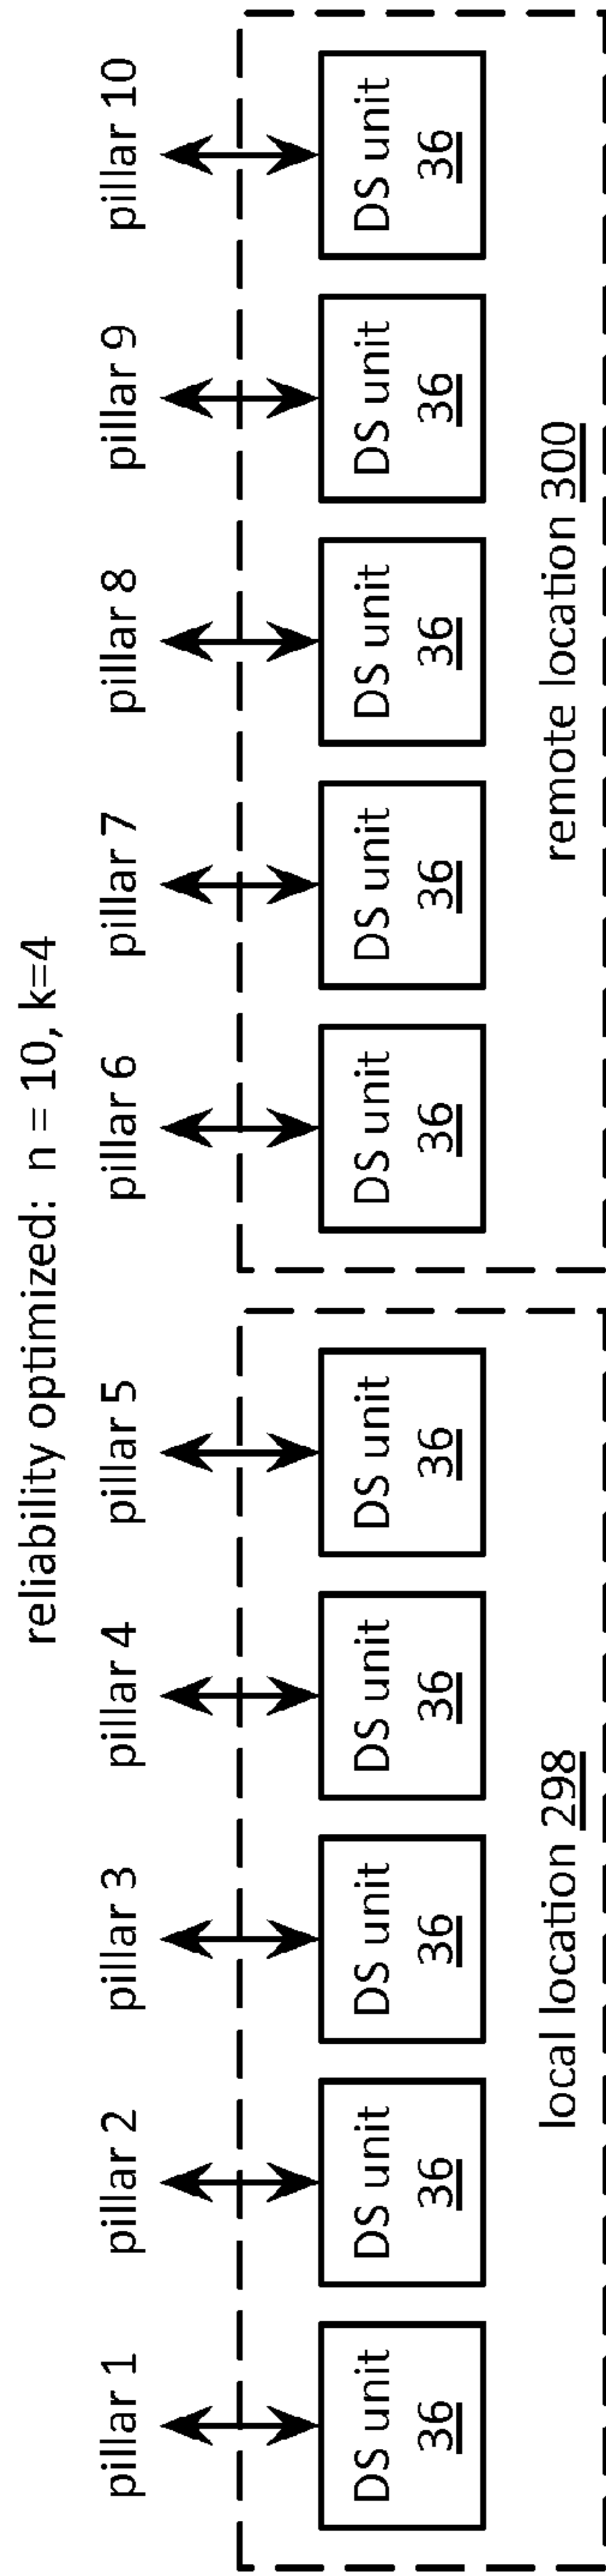 reliability optimized: n = 10, k=4
pillar 1 pillar 2 pillar 3 pillar 4 pillar 5 pillar 6 pillar 7 pillar 8 pillar 9 pillar 10
DS unit DS unit DS unit DS unit DS unit DS unit DS unit DS unit DS unit DS unit
36 36 36 36 36 36 36 36 36 36
local location 298 remote location 300